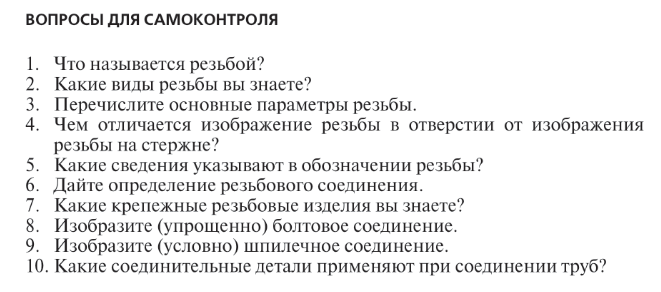 ВОПРОСЫ ДЛЯ САМОКОНТРОЛЯ
1. Что называется резьбой?
2. Какие виды резьбы вы знаете?
3. Перечислите основные параметры резьбы.
4. Чем отличается изображение резьбы в отверстии от изображения
резьбы на стержне?
5. Какие сведения указывают в обозначении резьбы?
6. Дайте определение резьбового соединения.
7. Какие крепежные резьбовые изделия вы знаете?
8. Изобразите (упрощенно) болтовое соединение.
9. Изобразите (условно) шпилечное соединение.
10. Какие соединительные детали применяют при соединении труб?